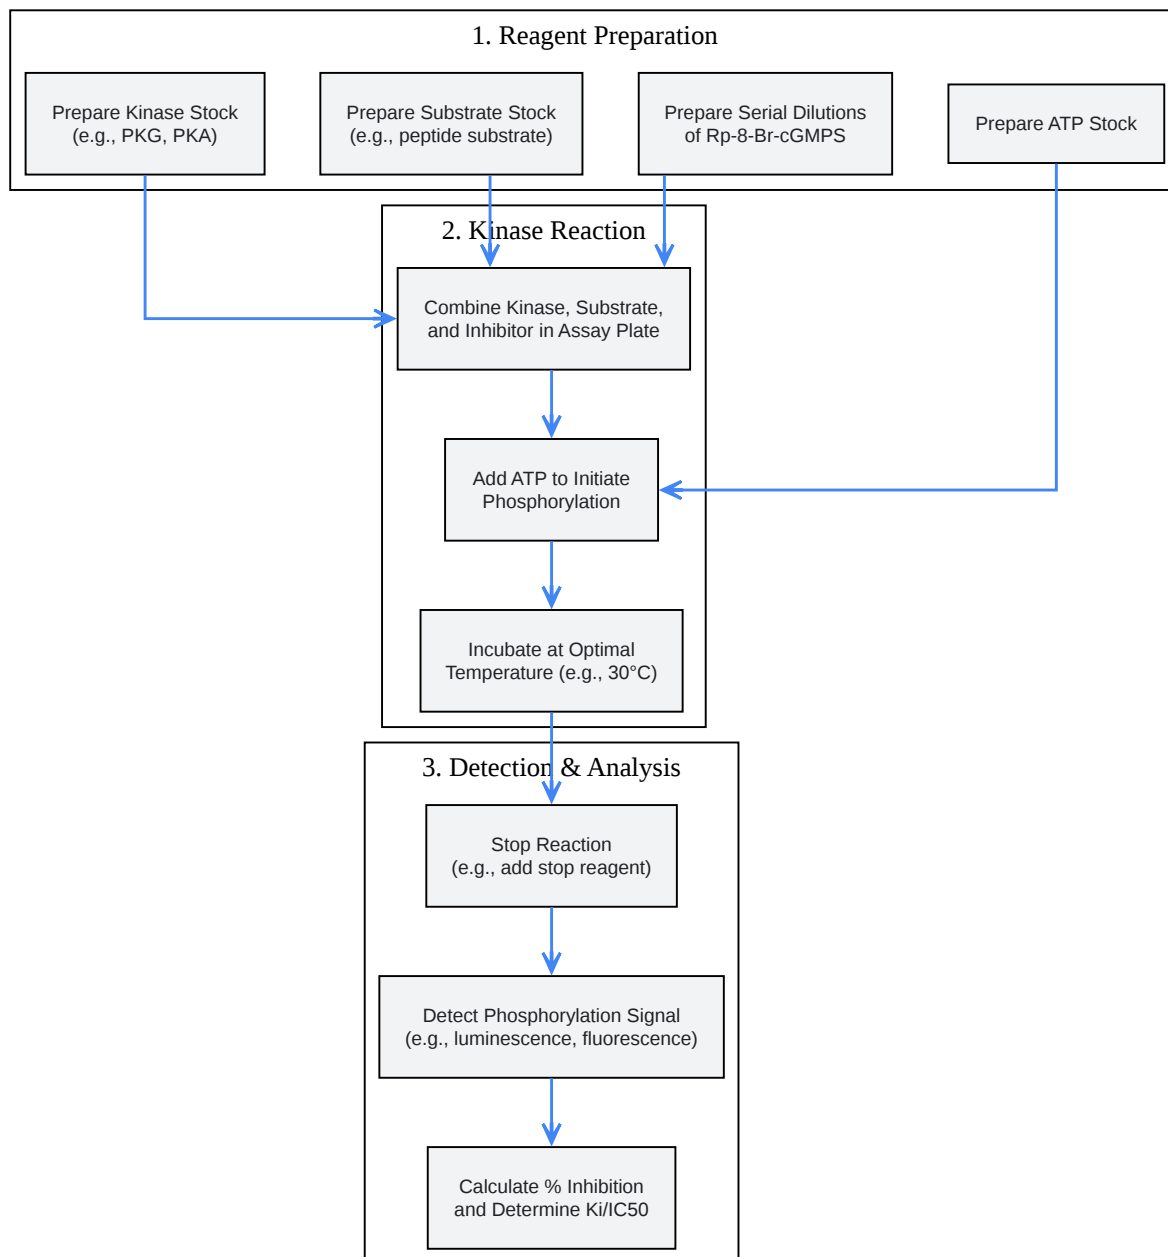 1. Reagent Preparation
Prepare Kinase Stock
(e.g., PKG, PKA)
Prepare Substrate Stock
(e.g., peptide substrate)
Prepare Serial Dilutions
of Rp-8-Br-cGMPS
Prepare ATP Stock
2. Kinase Reaction
Combine Kinase, Substrate,
and Inhibitor in Assay Plate
Add ATP to Initiate
Phosphorylation
Incubate at Optimal
Temperature (e.g., 30°C)
3. Detection & Analysis
Stop Reaction
(e.g., add stop reagent)
Detect Phosphorylation Signal
(e.g., luminescence, fluorescence)
Calculate % Inhibition
and Determine Ki/IC50